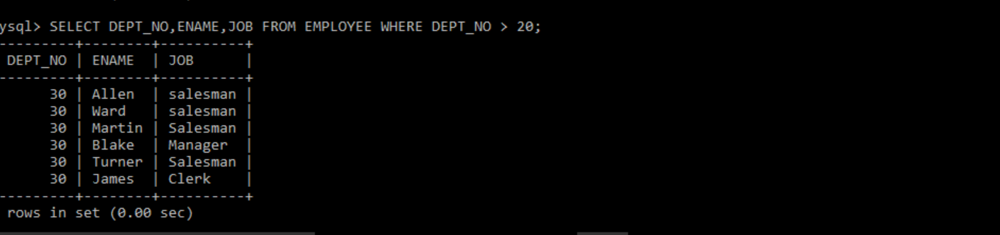 ysql> SELECT DEPT_NO,ENAME,JOB FROM EMPLOYEE WHERE DEPT_NO > 20;
---------+--------+----------+
 DEPT_NO | ENAME  | JOB      |
---------+--------+----------+
      30 | Allen  | salesman |
      30 | Ward   | salesman |
      30 | Martin | Salesman |
      30 | Blake  | Manager  |
      30 | Turner | Salesman |
      30 | James  | Clerk    |
---------+--------+----------+
 rows in set (0.00 sec)